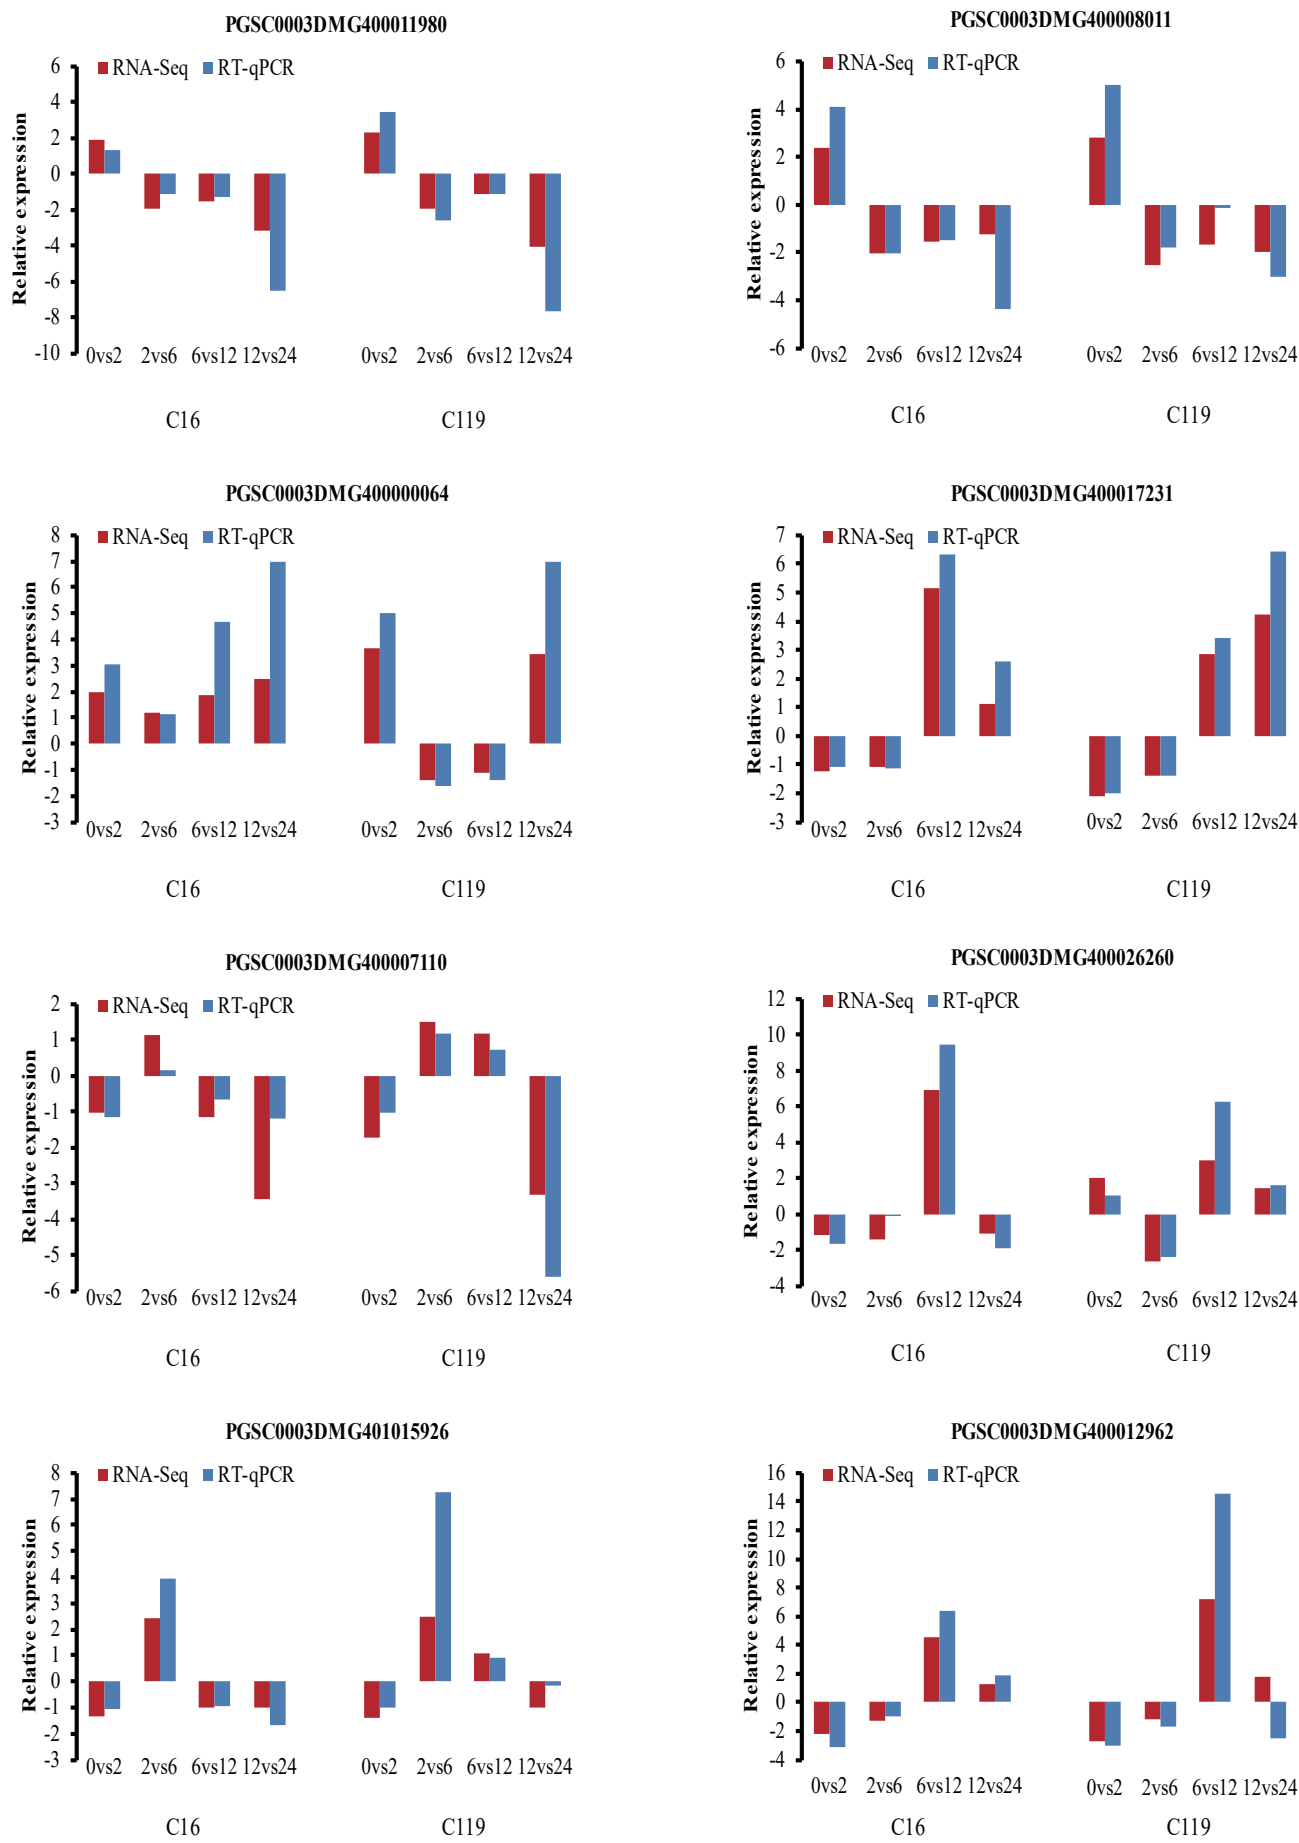 PGSC0003DMG400011980
RNA-Seq RT-qPCR
Relative expression
6
4
2
0
-2
-4
-6
-8
-10
0vs2 2vs6 6vs12 12vs24 0vs2 2vs6 6vs12 12vs24
C16 C119
PGSC0003DMG400008011
RNA-Seq RT-qPCR
Relative expression
6
4
2
0
-2
-4
-6
0vs2 2vs6 6vs12 12vs24 0vs2 2vs6 6vs12 12vs24
C16 C119
PGSC0003DMG400000064
RNA-Seq RT-qPCR
Relative expression
8
7
6
5
4
3
2
1
0
-1
-2
-3
0vs2 2vs6 6vs12 12vs24 0vs2 2vs6 6vs12 12vs24
C16 C119
PGSC0003DMG400017231
RNA-Seq RT-qPCR
Relative expression
7
6
5
4
3
2
1
0
-1
-2
-3
0vs2 2vs6 6vs12 12vs24 0vs2 2vs6 6vs12 12vs24
C16 C119
PGSC0003DMG400007110
RNA-Seq RT-qPCR
Relative expression
2
1
0
-1
-2
-3
-4
-5
-6
0vs2 2vs6 6vs12 12vs24 0vs2 2vs6 6vs12 12vs24
C16 C119
PGSC0003DMG400026260
RNA-Seq RT-qPCR
Relative expression
12
10
8
6
4
2
0
-2
-4
0vs2 2vs6 6vs12 12vs24 0vs2 2vs6 6vs12 12vs24
C16 C119
PGSC0003DMG401015926
RNA-Seq RT-qPCR
Relative expression
8
7
6
5
4
3
2
1
0
-1
-2
-3
0vs2 2vs6 6vs12 12vs24 0vs2 2vs6 6vs12 12vs24
C16 C119
PGSC0003DMG400012962
RNA-Seq RT-qPCR
Relative expression
16
14
12
10
8
6
4
2
0
-2
-4
0vs2 2vs6 6vs12 12vs24 0vs2 2vs6 6vs12 12vs24
C16 C119